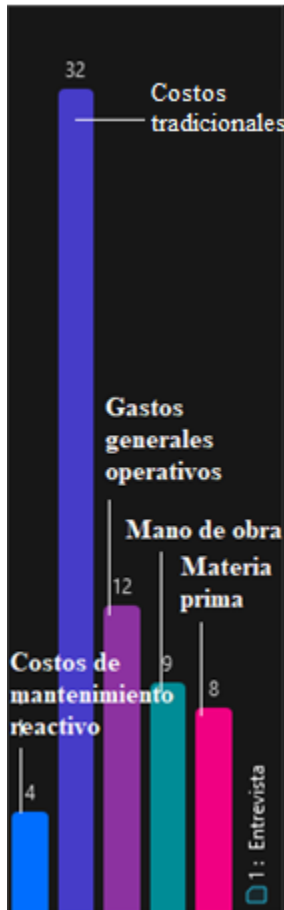 32
Costos
tradicionales
Gastos
generales
operativos
Mano de obra
12
Materia
prima
9
Costos de
mantenimiento
reactivo
8
4
1 : Entrevista